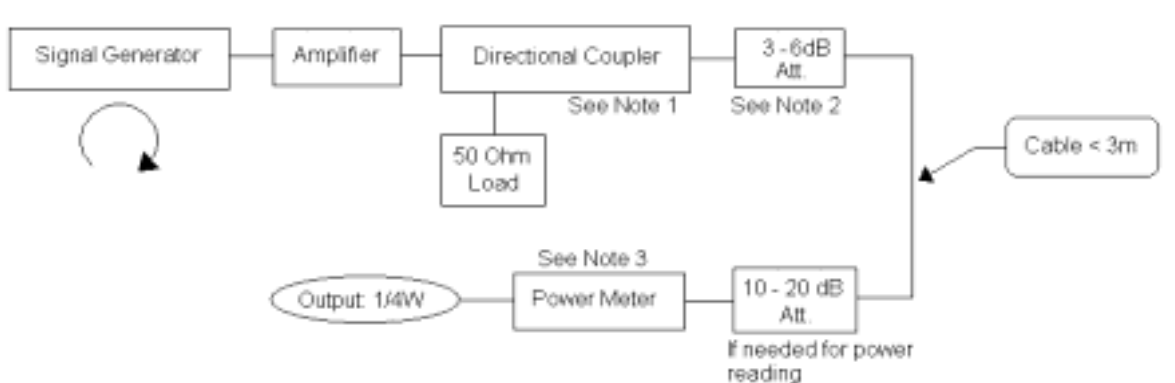 Signal Generator
Amplifier
Directional Coupler
3 -6dB
Att.
See Note 1
See Note 2
50 Ohm
Load
Cable < 3m
See Note 3
Output: 1/4W
Power Meter
10 - 20 dB
Att.
If needed for power
reading